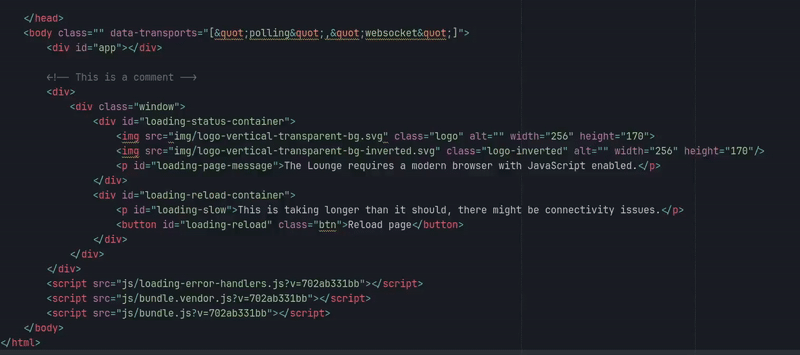 </head>
<body class="" data-transports="[&quot;polling&quot;,&quot;websocket&quot;]">
<div id="app"></div>
<!-- This is a comment -->
<div>
<div class="window">
<div id="loading-status-container">
<img src="img/logo-vertical-transparent-bg.svg" class="logo" alt="" width="256" height="170">
<img src="img/logo-vertical-transparent-bg-inverted.svg" class="logo-inverted" alt="" width="256" height="170"/>
<p id="loading-page-message">The Lounge requires a modern browser with JavaScript enabled.</p>
</div>
<div id="loading-reload-container">
<p id="loading-slow">This is taking longer than it should, there might be connectivity issues.</p>
<button id="loading-reload" class="btn">Reload page</button>
</div>
</div>
</div>
<script src="js/loading-error-handlers.js?v=702ab331bb"></script>
<script src="js/bundle.vendor.js?v=702ab331bb"></script>
<script src="js/bundle.js?v=702ab331bb"></script>
</body>
</html>